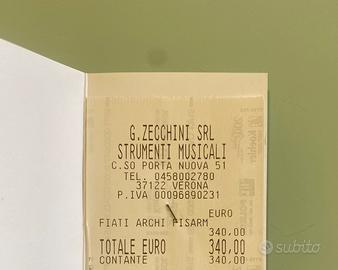 G.ZECCHINI SRL
STRUMENTI MUSICALI
C.SO PORTA NUOVA 51
TEL. 0458002780
37122 VERONA
P.IVA 00096890231
EURO
FIATI ARCHI FISARM
340,00
TOTALE EURO 340,00
CONTANTE 340,00
subito